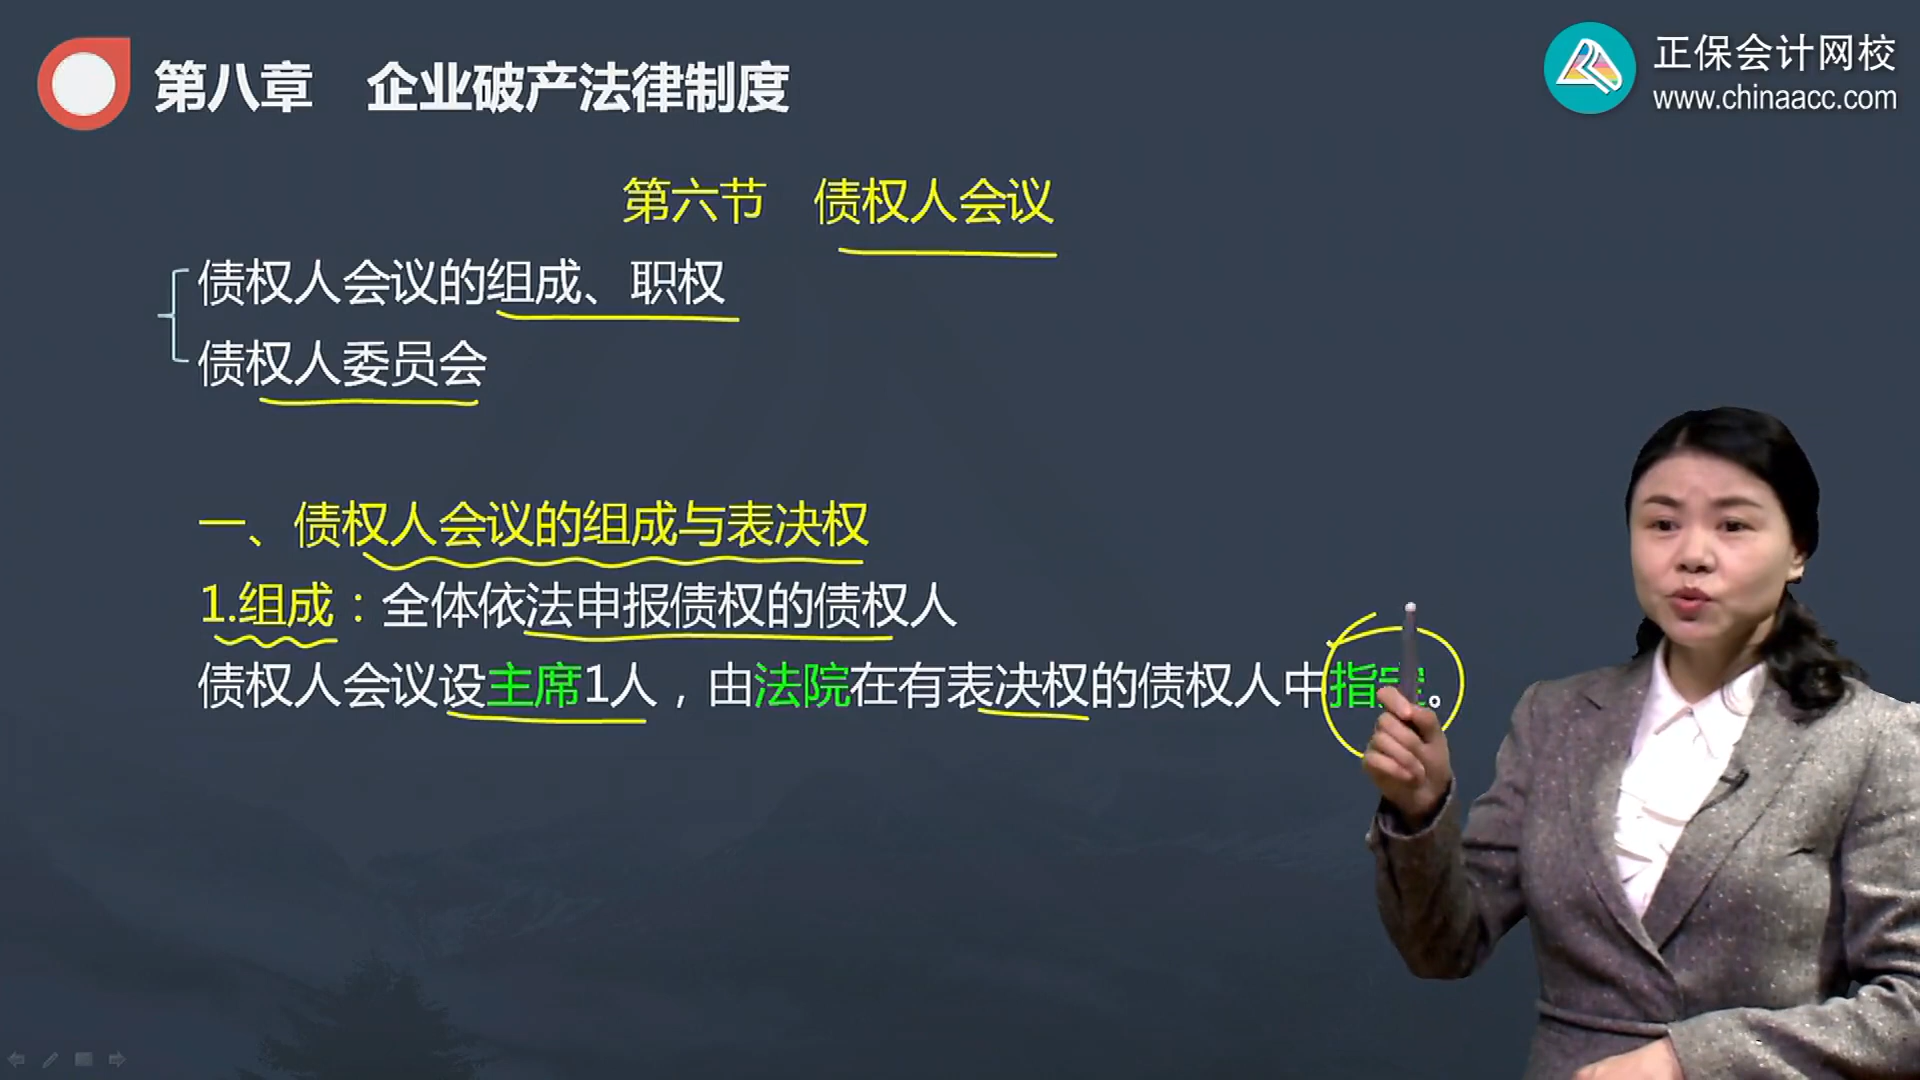 第八章 企业破产法律制度
正保会计网校
www.chinaacc.com
第六节 债权人会议
债权人会议的组成、职权
债权人委员会
一、债权人会议的组成与表决权
1.组成：全体依法申报债权的债权人
债权人会议设主席1人，由法院在有表决权的债权人中指定。